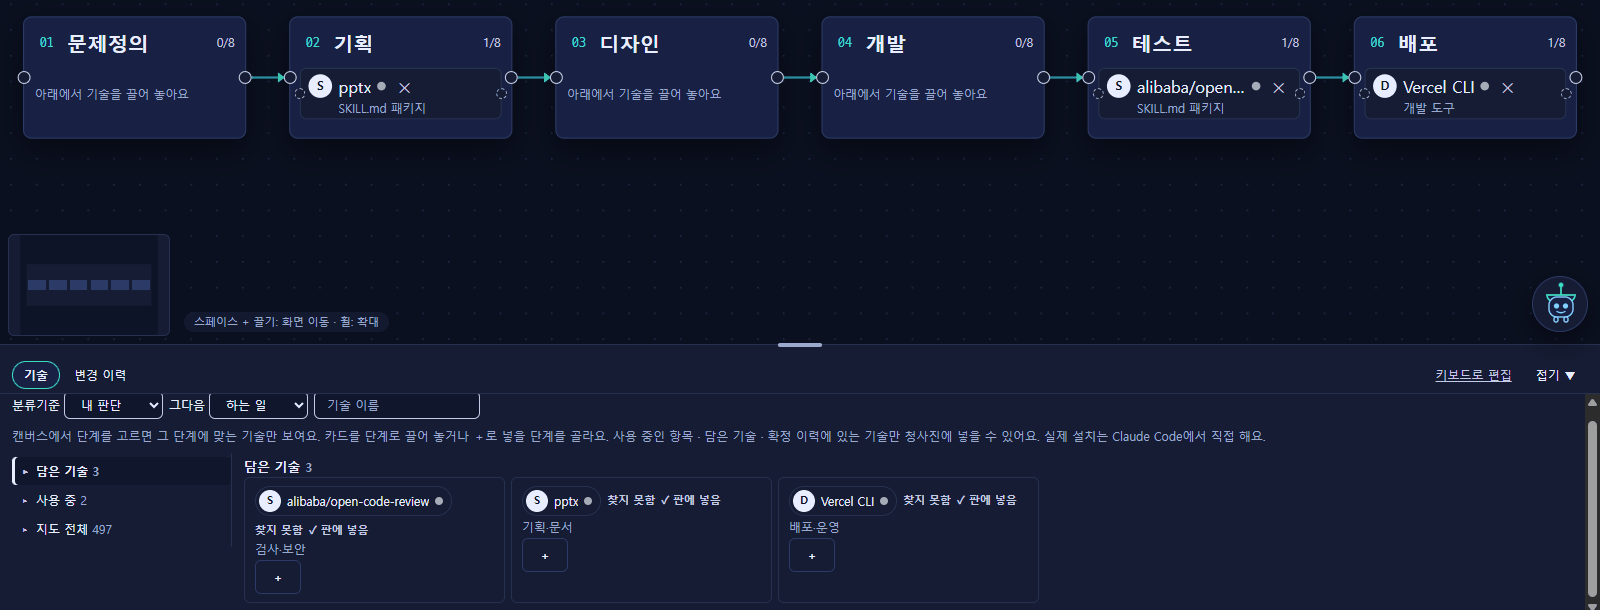 01 문제정의 0/8
아래에서 기술을 끌어 놓아요
02 기획 1/8
S pptx ×
SKILL.md 패키지
03 디자인 0/8
아래에서 기술을 끌어 놓아요
04 개발 0/8
아래에서 기술을 끌어 놓아요
05 테스트 1/8
S alibaba/open... ×
SKILL.md 패키지
06 배포 1/8
D Vercel CLI ×
개발 도구
스페이스 + 끌기: 화면 이동 · 휠: 확대
기술 변경 이력 키보드로 편집 접기 ▼
분류기준 내 판단 그다음 하는 일 기술 이름
캔버스에서 단계를 고르면 그 단계에 맞는 기술만 보여요. 카드를 단계로 끌어 놓거나 +로 넣을 단계를 골라요. 사용 중인 항목 · 담은 기술 · 확정 이력에 있는 기술만 청사진에 넣을 수 있어요. 실제 설치는 Claude Code에서 직접 해요.
▸ 담은 기술 3
▸ 사용 중 2
▸ 지도 전체 497
담은 기술 3
S alibaba/open-code-review
찾지 못함 ✓ 판에 넣음
검사·보안
+
S pptx 찾지 못함 ✓ 판에 넣음
기획·문서
+
D Vercel CLI 찾지 못함 ✓ 판에 넣음
배포·운영
+